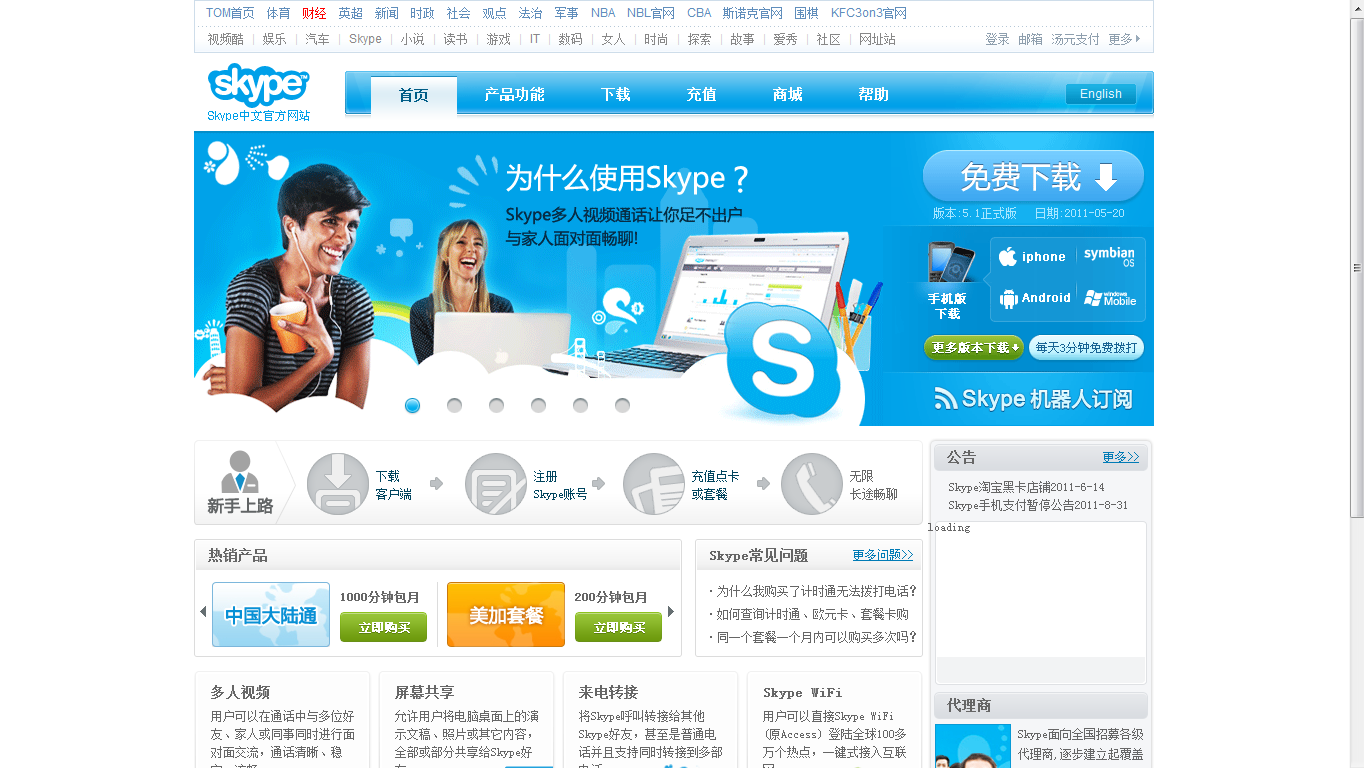 TOM首页 体育 财经 英超 新闻 时政 社会 观点 法治 军事 NBA NBL官网 CBA 斯诺克官网 围棋 KFC3on3官网
视频酷 娱乐 汽车 Skype 小说 读书 游戏 IT 数码 女人 时尚 探索 故事 爱秀 社区 网址站 登录 邮箱 汤元支付 更多
skype™
Skype中文官方网站
首页 产品功能 下载 充值 商城 帮助 English
为什么使用Skype？
Skype多人视频通话让你足不出户
与家人面对面畅聊!
免费下载
版本:5.1正式版 日期:2011-05-20
iphone symbian OS
手机版
下载
Android windows Mobile
更多版本下载 每天3分钟免费拨打
Skype 机器人订阅
S
新手上路
下载
客户端
注册
Skype账号
充值点卡
或套餐
无限
长途畅聊
公告 更多>>
Skype淘宝黑卡店铺2011-6-14
Skype手机支付暂停公告2011-8-31
loading
热销产品
中国大陆通 1000分钟包月 立即购买
美加套餐 200分钟包月 立即购买
Skype常见问题 更多问题>>
· 为什么我购买了计时通无法拨打电话?
· 如何查询计时通、欧元卡、套餐卡购
· 同一个套餐一个月内可以购买多次吗?
多人视频
用户可以在通话中与多位好
友、家人或同事同时进行面
对面交流，通话清晰、稳
屏幕共享
允许用户将电脑桌面上的演
示文稿、照片或其它内容，
全部或部分共享给Skype好
来电转接
将Skype呼叫转接给其他
Skype好友，甚至是普通电
话并且支持同时转接到多部
Skype WiFi
用户可以直接Skype WiFi
(原Access) 登陆全球100多
万个热点，一键式接入互联
代理商
Skype面向全国招募各级
代理商,逐步建立起覆盖